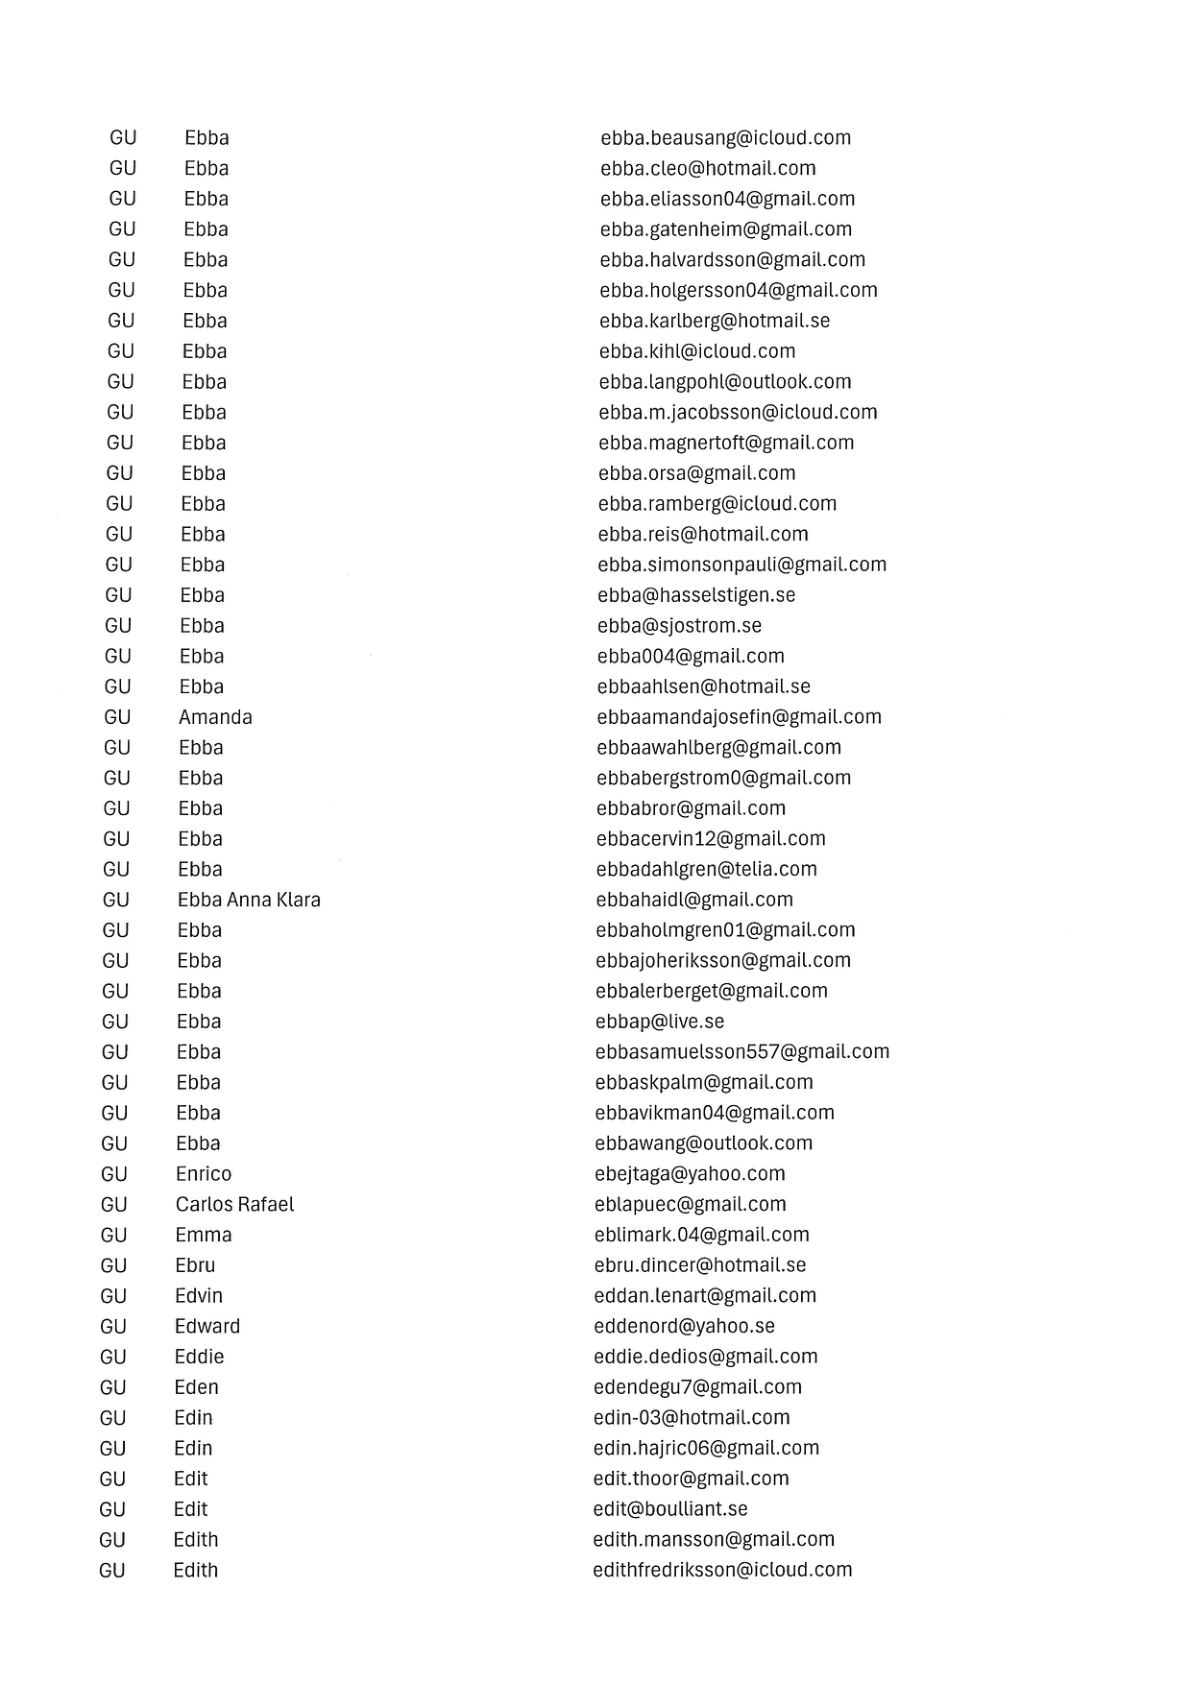 GU Ebba ebba.beausang@icloud.com
GU Ebba ebba.cleo@hotmail.com
GU Ebba ebba.eliasson04@gmail.com
GU Ebba ebba.gatenheim@gmail.com
GU Ebba ebba.halvardsson@gmail.com
GU Ebba ebba.holgersson04@gmail.com
GU Ebba ebba.karlberg@hotmail.se
GU Ebba ebba.kihl@icloud.com
GU Ebba ebba.langpohl@outlook.com
GU Ebba ebba.m.jacobsson@icloud.com
GU Ebba ebba.magnertoft@gmail.com
GU Ebba ebba.orsa@gmail.com
GU Ebba ebba.ramberg@icloud.com
GU Ebba ebba.reis@hotmail.com
GU Ebba ebba.simonsonpauli@gmail.com
GU Ebba ebba@hasselstigen.se
GU Ebba ebba@sjostrom.se
GU Ebba ebba004@gmail.com
GU Ebba ebbaahlsen@hotmail.se
GU Amanda ebbaamandajosefin@gmail.com
GU Ebba ebbaawahlberg@gmail.com
GU Ebba ebbabergstrom0@gmail.com
GU Ebba ebbabror@gmail.com
GU Ebba ebbacervin12@gmail.com
GU Ebba ebbadahlgren@telia.com
GU Ebba Anna Klara ebbahaidl@gmail.com
GU Ebba ebbaholmgren01@gmail.com
GU Ebba ebbajoheriksson@gmail.com
GU Ebba ebbalerberget@gmail.com
GU Ebba ebbap@live.se
GU Ebba ebbasamuelsson557@gmail.com
GU Ebba ebbaskpalm@gmail.com
GU Ebba ebbavikman04@gmail.com
GU Ebba ebbawang@outlook.com
GU Enrico ebejtaga@yahoo.com
GU Carlos Rafael eblapuec@gmail.com
GU Emma eblimark.04@gmail.com
GU Ebru ebru.dincer@hotmail.se
GU Edvin eddan.lenart@gmail.com
GU Edward eddenord@yahoo.se
GU Eddie eddie.dedios@gmail.com
GU Eden edendegu7@gmail.com
GU Edin edin-03@hotmail.com
GU Edin edin.hajric06@gmail.com
GU Edit edit.thoor@gmail.com
GU Edit edit@boulliant.se
GU Edith edith.mansson@gmail.com
GU Edith edithfredriksson@icloud.com